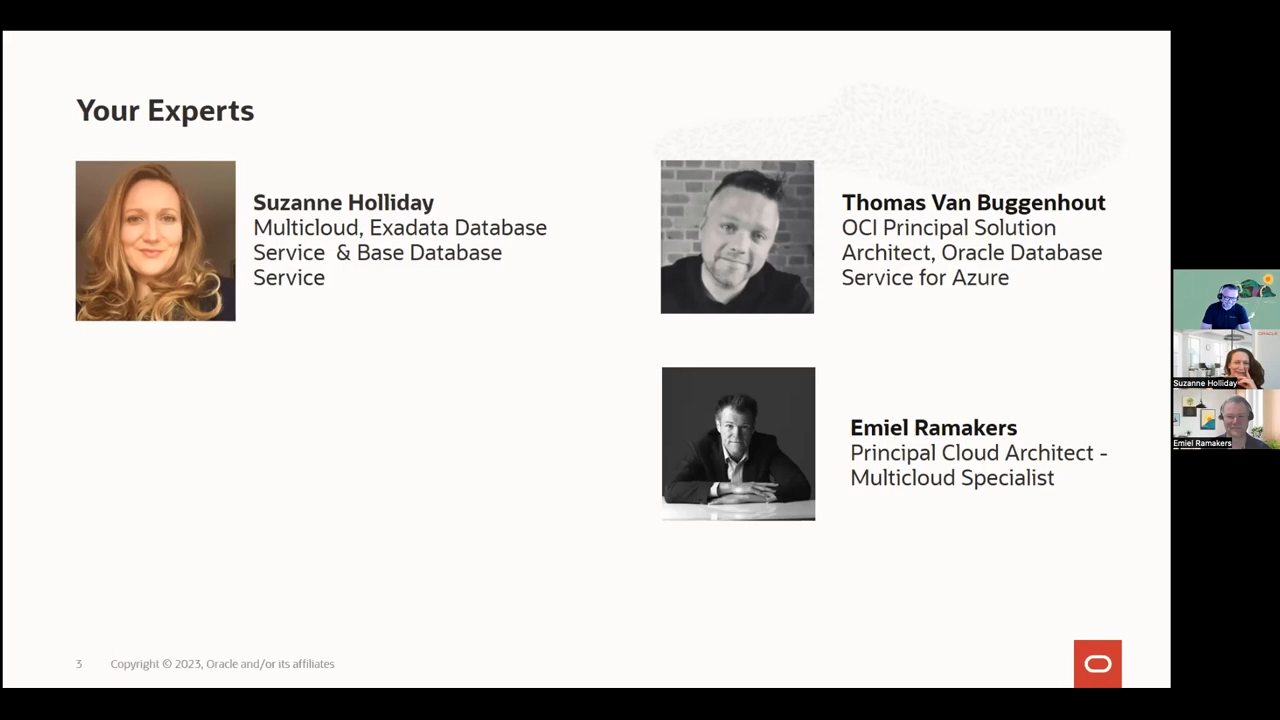 Your Experts
Suzanne Holliday
Multicloud, Exadata Database
Service & Base Database
Service
Thomas Van Buggenhout
OCI Principal Solution
Architect, Oracle Database
Service for Azure
Emiel Ramakers
Principal Cloud Architect -
Multicloud Specialist
3 Copyright © 2023, Oracle and/or its affiliates
ORACLE
Suzanne Holliday
Emiel Ramakers